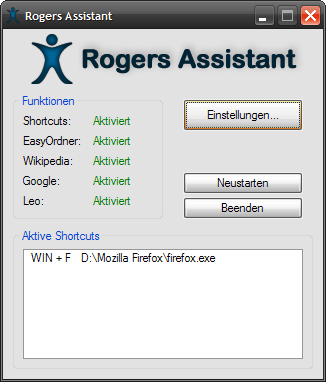 Rogers Assistant
Rogers Assistant
Funktionen
Shortcuts: Aktiviert
EasyOrdner: Aktiviert
Wikipedia: Aktiviert
Google: Aktiviert
Leo: Aktiviert
Einstellungen...
Neustarten
Beenden
Aktive Shortcuts
WIN + F D:\Mozilla Firefox\firefox.exe